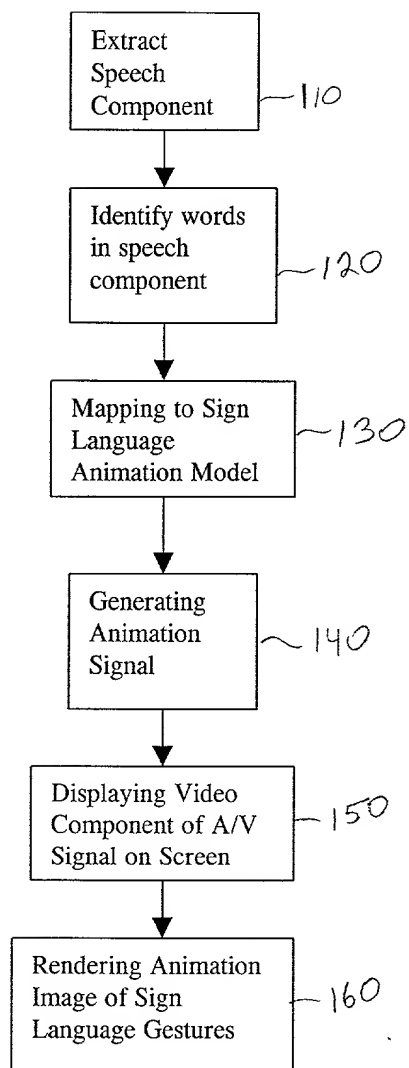 Extract
Speech
Component
110
Identify words
in speech
component
120
Mapping to Sign
Language
Animation Model
130
Generating
Animation
Signal
140
Displaying Video
Component of A/V
Signal on Screen
150
Rendering Animation
Image of Sign
Language Gestures
160